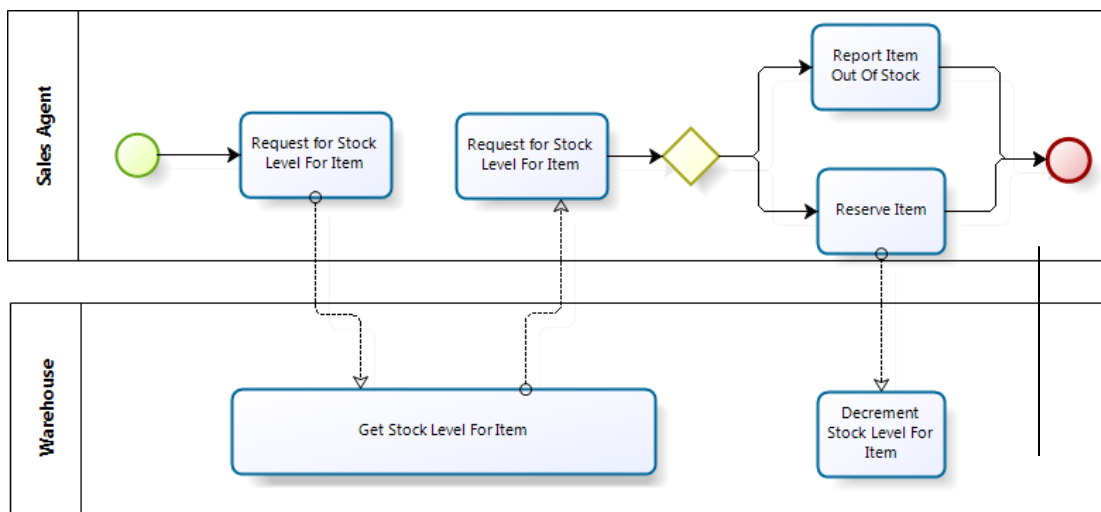 Sales Agent
Request for Stock
Level For Item
Request for Stock
Level For Item
Report Item
Out Of Stock
Reserve Item
Warehouse
Get Stock Level For Item
Decrement
Stock Level For
Item